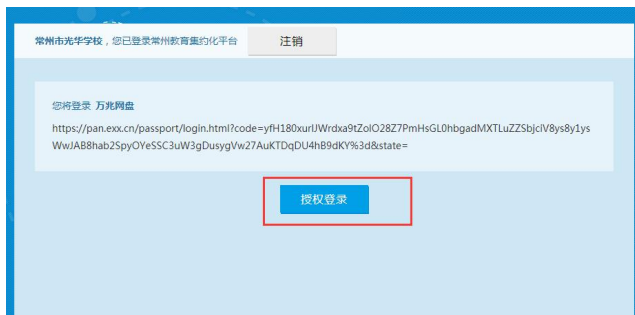 常州市光华学校，您已登录常州教育集约化平台 注销
您将登录 万兆网盘
https://pan.exx.cn/passport/login.html?code=yfH180xurlJWrdxa9tZolO28Z7PmHsGL0hbgadMXTLuZZSbjciV8ys8y1ys
WwJAB8hab2SpyOYeSSC3uW3gDusygVw27AuKTDqDU4hB9dKY%3d&state=
授权登录